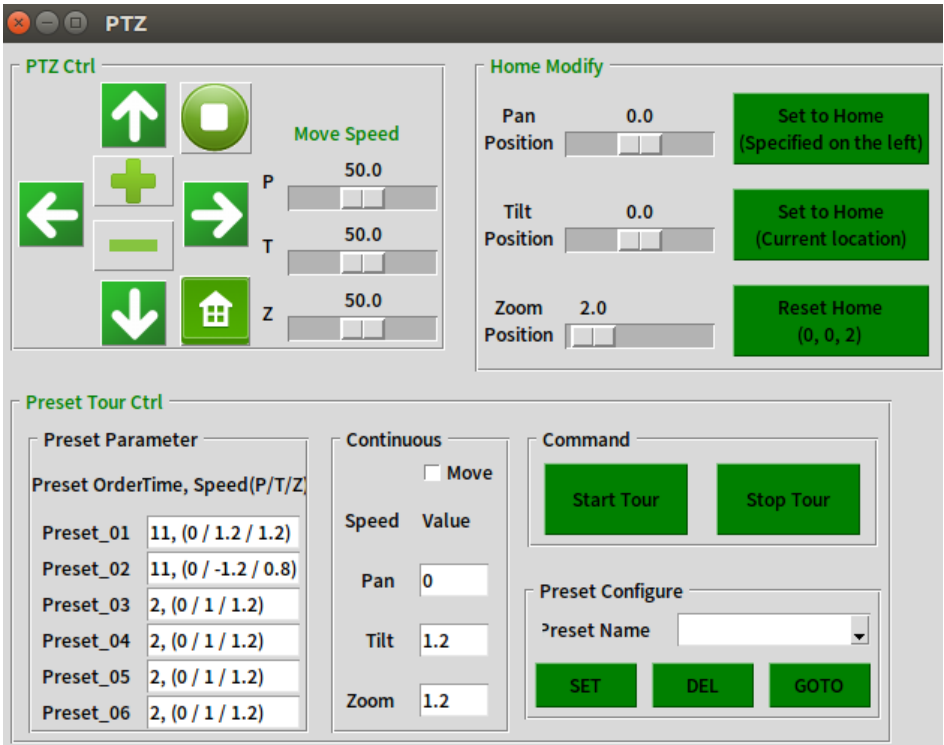 PTZ
PTZ Ctrl
Move Speed
P
50.0
T
50.0
Z
50.0
Home Modify
Pan
Position
0.0
Set to Home
(Specified on the left)
Tilt
Position
0.0
Set to Home
(Current location)
Zoom
Position
2.0
Reset Home
(0, 0, 2)
Preset Tour Ctrl
Preset Parameter
Preset OrderTime, Speed(P/T/Z)
Preset_01 11, (0 / 1.2 / 1.2)
Preset_02 11, (0 / -1.2 / 0.8)
Preset_03 2, (0 / 1 / 1.2)
Preset_04 2, (0 / 1 / 1.2)
Preset_05 2, (0 / 1 / 1.2)
Preset_06 2, (0 / 1 / 1.2)
Continuous
Move
Speed Value
Pan 0
Tilt 1.2
Zoom 1.2
Command
Start Tour Stop Tour
Preset Configure
Preset Name
SET DEL GOTO